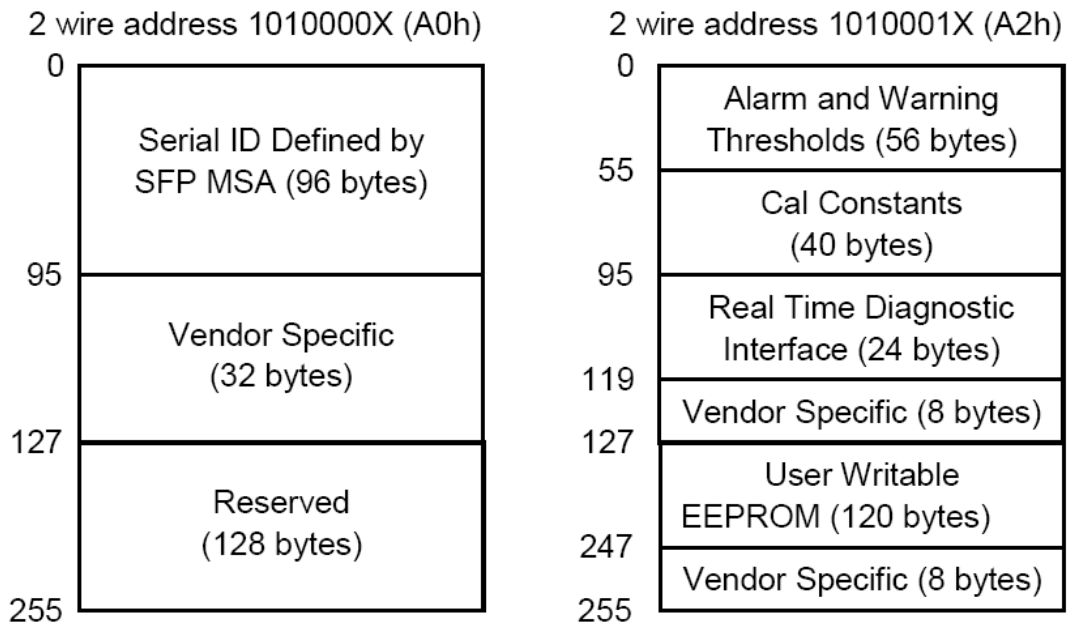 2 wire address 1010000X (A0h)
0
Serial ID Defined by
SFP MSA (96 bytes)
95
Vendor Specific
(32 bytes)
127
Reserved
(128 bytes)
255
2 wire address 1010001X (A2h)
0
Alarm and Warning
Thresholds (56 bytes)
55
Cal Constants
(40 bytes)
95
Real Time Diagnostic
Interface (24 bytes)
119
Vendor Specific (8 bytes)
127
User Writable
EEPROM (120 bytes)
247
Vendor Specific (8 bytes)
255